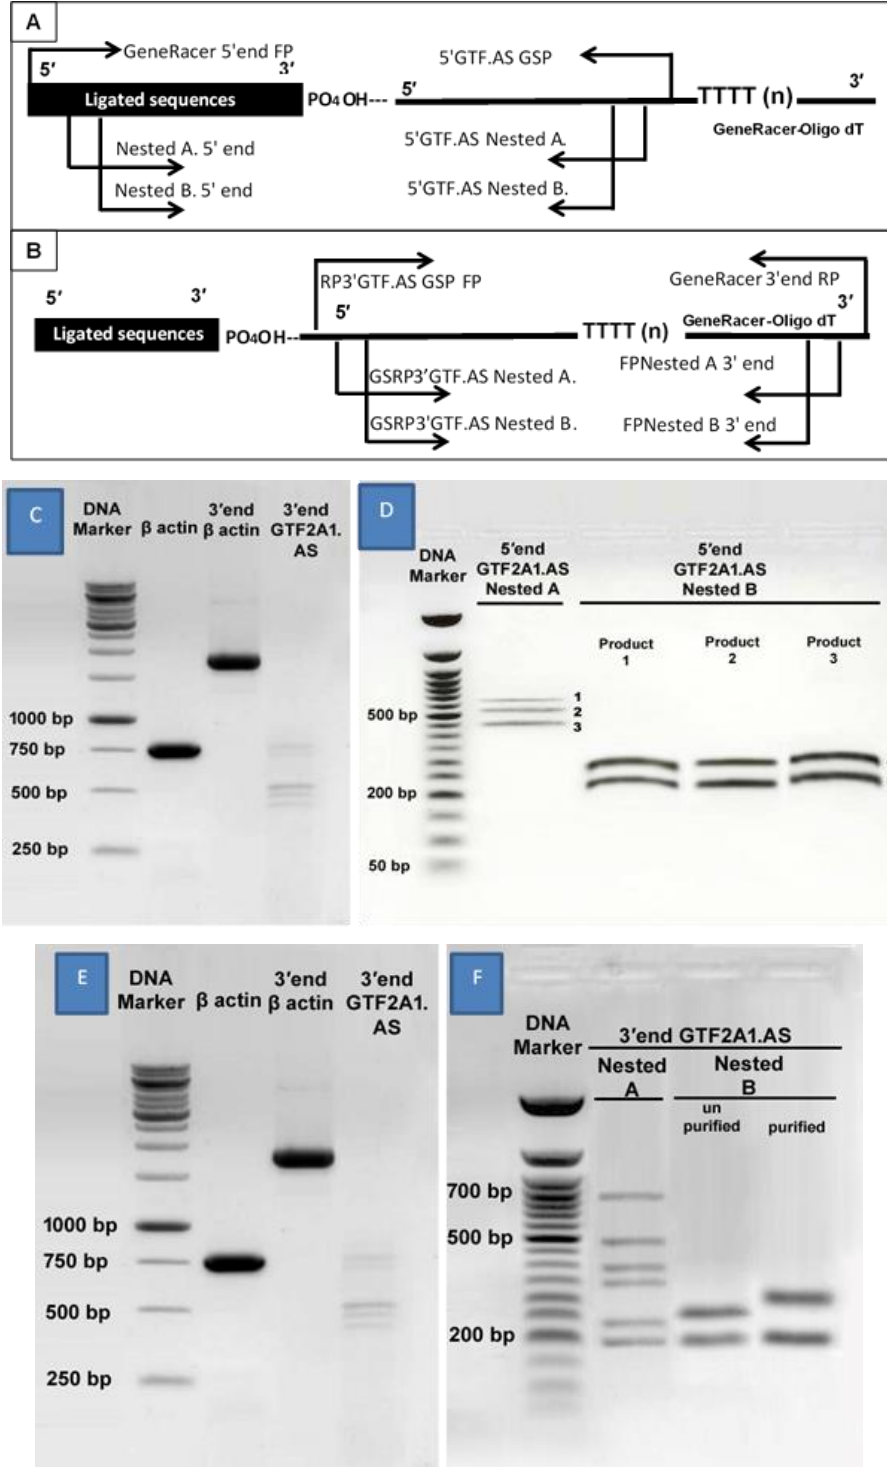 A
GeneRacer 5'end FP
5' 3'
Ligated sequences
PO4 OH---
5'GTF.AS GSP
5'
TTTT (n)
3'
GeneRacer-Oligo dT
Nested A. 5' end
Nested B. 5' end
5'GTF.AS Nested A.
5'GTF.AS Nested B.
B
5' 3'
Ligated sequences
PO4OH--
RP3'GTF.AS GSP FP
5'
TTTT (n)
GeneRacer 3'end RP
3'
GeneRacer-Oligo dT
GSRP3'GTF.AS Nested A.
GSRP3'GTF.AS Nested B.
FPNested A 3' end
FPNested B 3' end
C
DNA
Marker
β actin
3'end
β actin
3'end
GTF2A1.
AS
1000 bp
750 bp
500 bp
250 bp
D
DNA
Marker
5'end
GTF2A1.AS
Nested A
5'end
GTF2A1.AS
Nested B
Product
1
Product
2
Product
3
1
2
3
500 bp
200 bp
50 bp
E
DNA
Marker
β actin
3'end
β actin
3'end
GTF2A1.
AS
1000 bp
750 bp
500 bp
250 bp
F
DNA
Marker
3'end GTF2A1.AS
Nested
A
Nested
B
un
purified
purified
700 bp
500 bp
200 bp